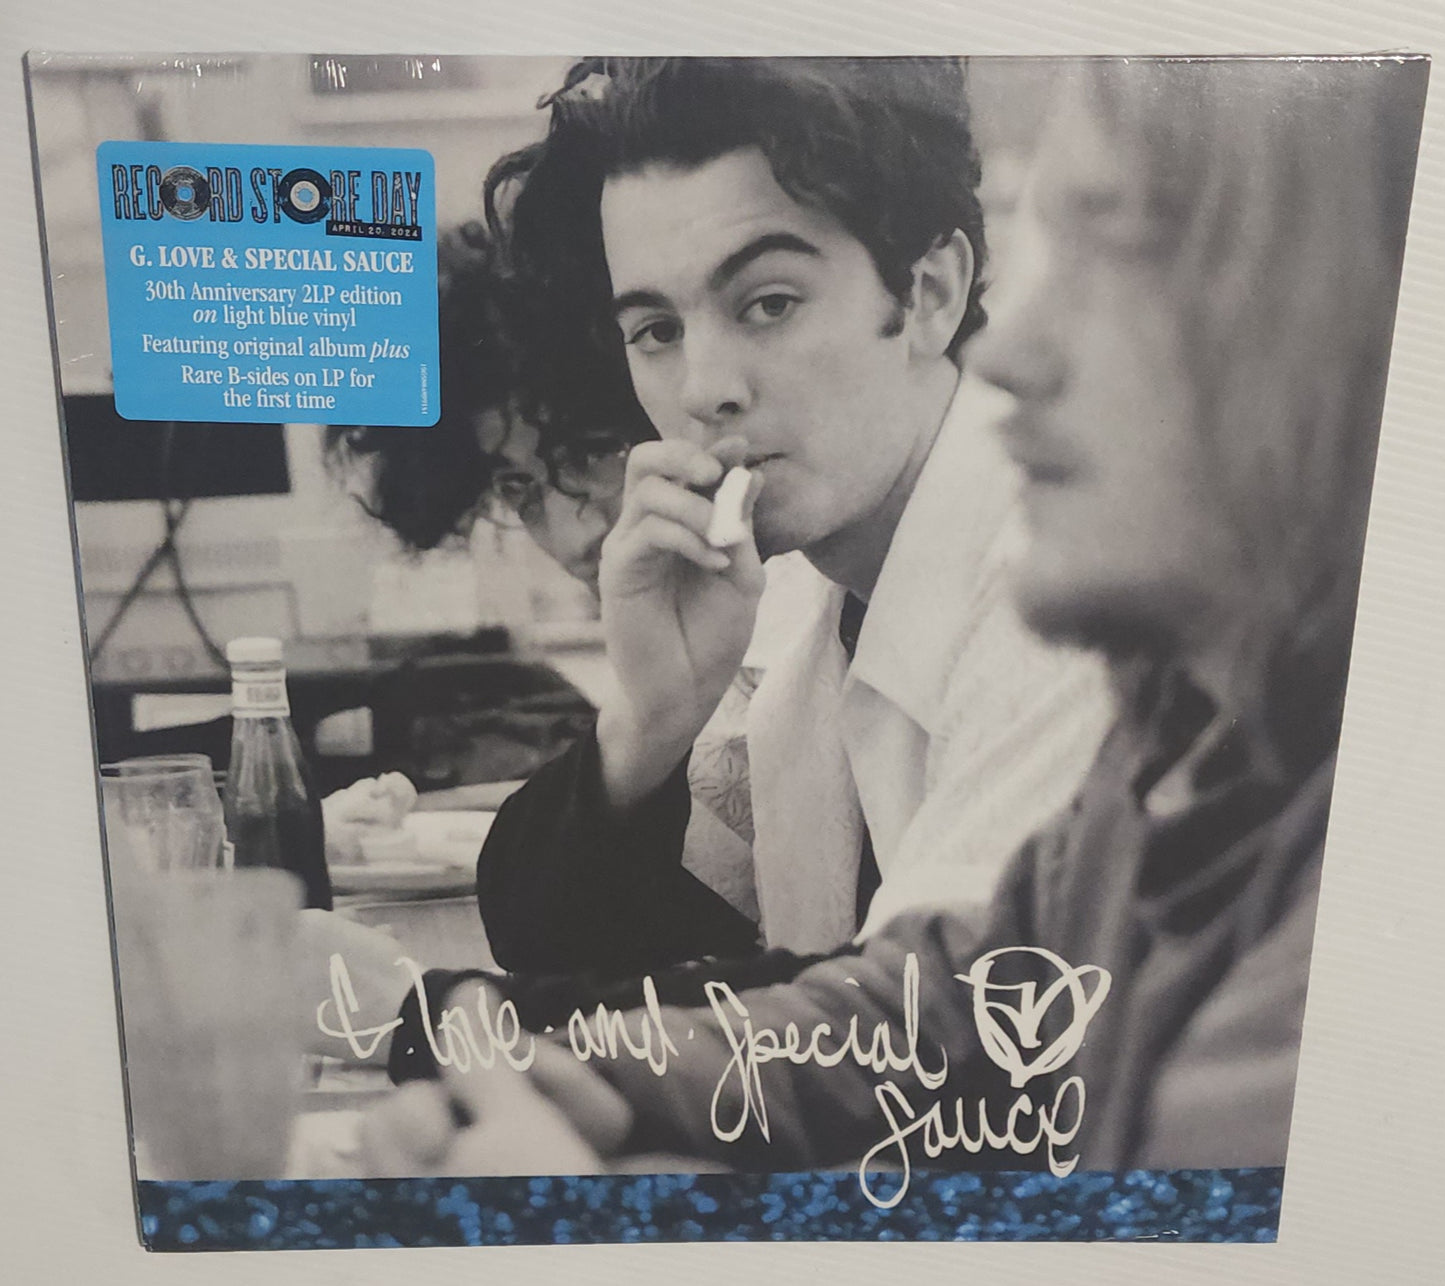 RECORD STORE DAY
APRIL 20, 2024
G. LOVE & SPECIAL SAUCE
30th Anniversary 2LP edition
on light blue vinyl
Featuring original album plus
Rare B-sides on LP for
the first time
G. Love. and. Special
Sauce